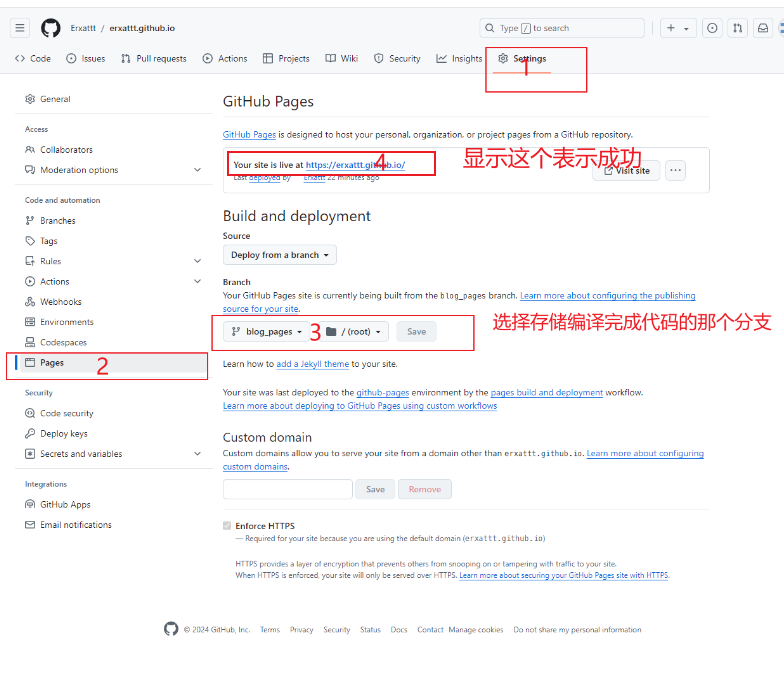 Erxattt / erxattt.github.io
Type / to search
Code
Issues
Pull requests
Actions
Projects
Wiki
Security
Insights
Settings
1
General
Access
Collaborators
Moderation options
Code and automation
Branches
Tags
Rules
Actions
Webhooks
Environments
Codespaces
Pages
2
Security
Code security
Deploy keys
Secrets and variables
Integrations
GitHub Apps
Email notifications
GitHub Pages
GitHub Pages is designed to host your personal, organization, or project pages from a GitHub repository.
Your site is live at https://erxattt.github.io/
4
显示这个表示成功
Last deployed by Erxattt 22 minutes ago
Visit site
Build and deployment
Source
Deploy from a branch
Branch
Your GitHub Pages site is currently being built from the blog_pages branch. Learn more about configuring the publishing
source for your site.
blog_pages
3
/ (root)
Save
选择存储编译完成代码的那个分支
Learn how to add a Jekyll theme to your site.
Your site was last deployed to the github-pages environment by the pages build and deployment workflow.
Learn more about deploying to GitHub Pages using custom workflows
Custom domain
Custom domains allow you to serve your site from a domain other than erxattt.github.io. Learn more about configuring
custom domains.
Save
Remove
Enforce HTTPS
— Required for your site because you are using the default domain (erxattt.github.io)
HTTPS provides a layer of encryption that prevents others from snooping on or tampering with traffic to your site.
When HTTPS is enforced, your site will only be served over HTTPS. Learn more about securing your GitHub Pages site with HTTPS.
© 2024 GitHub, Inc.
Terms
Privacy
Security
Status
Docs
Contact
Manage cookies
Do not share my personal information